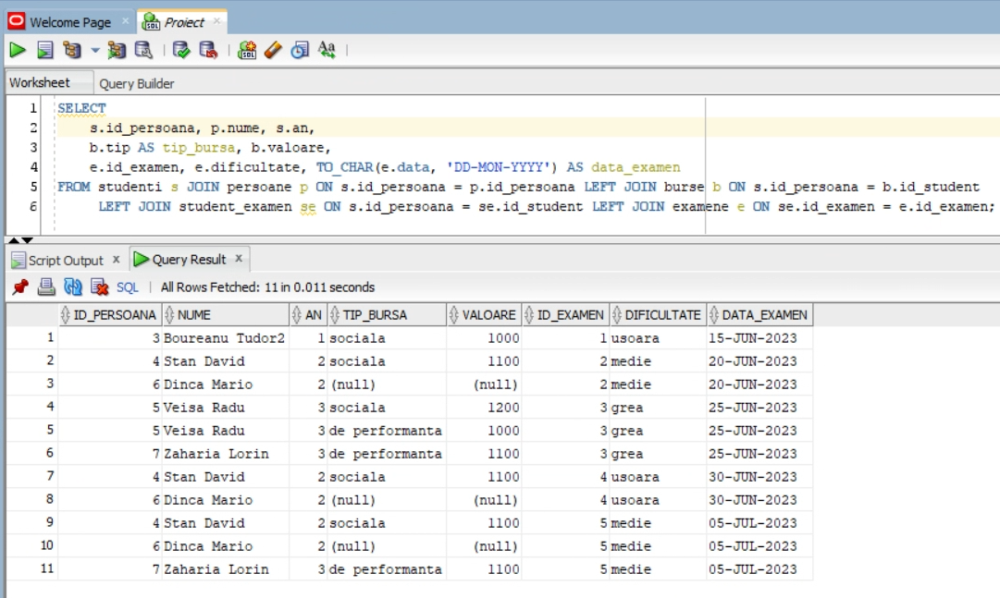 Welcome Page Proiect
Worksheet Query Builder
1 SELECT
2 s.id_persoana, p.nume, s.an,
3 b.tip AS tip_bursa, b.valoare,
4 e.id_examen, e.dificultate, TO_CHAR(e.data, 'DD-MON-YYYY') AS data_examen
5 FROM studenti s JOIN persoane p ON s.id_persoana = p.id_persoana LEFT JOIN burse b ON s.id_persoana = b.id_student
6 LEFT JOIN student_examen se ON s.id_persoana = se.id_student LEFT JOIN examene e ON se.id_examen = e.id_examen;
Script Output x Query Result x
SQL | All Rows Fetched: 11 in 0.011 seconds
ID_PERSOANA NUME AN TIP_BURSA VALOARE ID_EXAMEN DIFICULTATE DATA_EXAMEN
1 3 Boureanu Tudor2 1 sociala 1000 1 usoara 15-JUN-2023
2 4 Stan David 2 sociala 1100 2 medie 20-JUN-2023
3 6 Dinca Mario 2 (null) (null) 2 medie 20-JUN-2023
4 5 Veisa Radu 3 sociala 1200 3 grea 25-JUN-2023
5 5 Veisa Radu 3 de performanta 1000 3 grea 25-JUN-2023
6 7 Zaharia Lorin 3 de performanta 1100 3 grea 25-JUN-2023
7 4 Stan David 2 sociala 1100 4 usoara 30-JUN-2023
8 6 Dinca Mario 2 (null) (null) 4 usoara 30-JUN-2023
9 4 Stan David 2 sociala 1100 5 medie 05-JUL-2023
10 6 Dinca Mario 2 (null) (null) 5 medie 05-JUL-2023
11 7 Zaharia Lorin 3 de performanta 1100 5 medie 05-JUL-2023